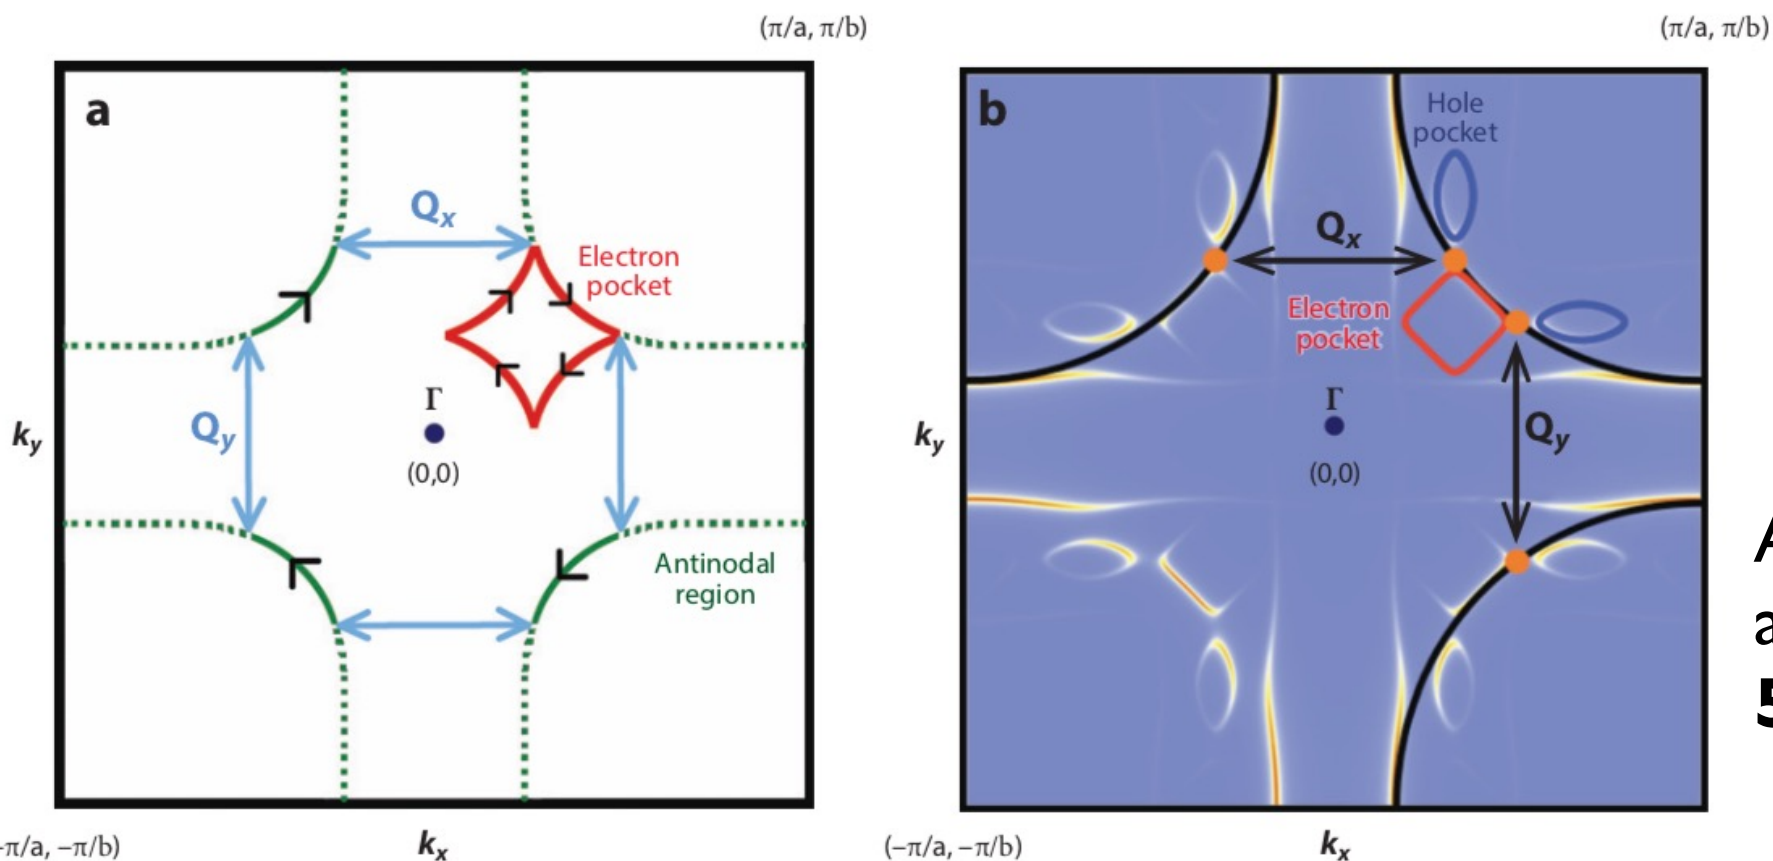 (π/a, π/b)
a
Qx
Electron
pocket
Γ
(0,0)
Qy
ky
Antinodal
region
-π/a, −π/b)
kx
(π/a, π/b)
b
Hole
pocket
Qx
Electron
pocket
Γ
(0,0)
Qy
ky
(−π/a, −π/b)
kx
A
a
5